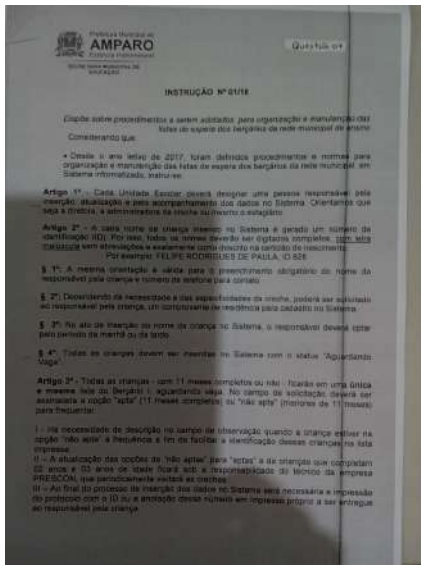 Prefeitura Municipal de
AMPARO
SECRETARIA MUNICIPAL DE
EDUCAÇÃO
Questão 04
INSTRUÇÃO Nº 01/18
Dispõe sobre procedimentos a serem adotados para organização e manutenção das
listas de espera dos berçários da rede municipal de ensino
Considerando que:
• Desde o ano letivo de 2017, foram definidos procedimentos e normas para
organização e manutenção das listas de espera dos berçários da rede municipal, em
Sistema informatizado, instrui-se:
Artigo 1º - Cada Unidade Escolar deverá designar uma pessoa responsável pela
inserção, atualização e pelo acompanhamento dos dados no Sistema. Orientamos que
seja a diretora, a administradora da creche ou mesmo o estagiário.
Artigo 2º - A cada nome de criança inserido no Sistema é gerado um número de
identificação (ID). Por isso, todos os nomes deverão ser digitados completos, com letra
maiúscula sem abreviações e exatamente como descrito na certidão de nascimento.
Por exemplo: FELIPE RODRIGUES DE PAULA, ID 828
§ 1º: A mesma orientação é válida para o preenchimento obrigatório do nome da
responsável pela criança e número de telefone para contato
§ 2º: Dependendo da necessidade e das especificidades da creche, poderá ser solicitado
ao responsável pela criança, um comprovante de residência para cadastro no Sistema
§ 3º: No ato de inserção do nome da criança no Sistema, o responsável deverá optar
pelo período da manhã ou da tarde
§ 4º: Todas as crianças devem ser inseridas no Sistema com o status "Aguardando
Vaga".
Artigo 3º - Todas as crianças - com 11 meses completos ou não - ficarão em uma única
e mesma lista do Berçário I, aguardando vaga. No campo de solicitação deverá ser
assinalada a opção "apta" (11 meses completos) ou "não apta" (menores de 11 meses)
para frequentar.
I - Há necessidade de descrição no campo de observação quando a criança estiver na
opção "não apta" à frequência a fim de facilitar a identificação dessas crianças na lista
impressa.
II - A atualização das opções de "não aptas" para "aptas" e de crianças que completam
02 anos e 03 anos de idade ficará sob a responsabilidade do técnico da empresa
PRESCON, que periodicamente visitará as creches.
III - Ao final do processo de inserção dos dados no Sistema será necessária a impressão
do protocolo com o ID ou a anotação desse número em impresso próprio a ser entregue
ao responsável pela criança.